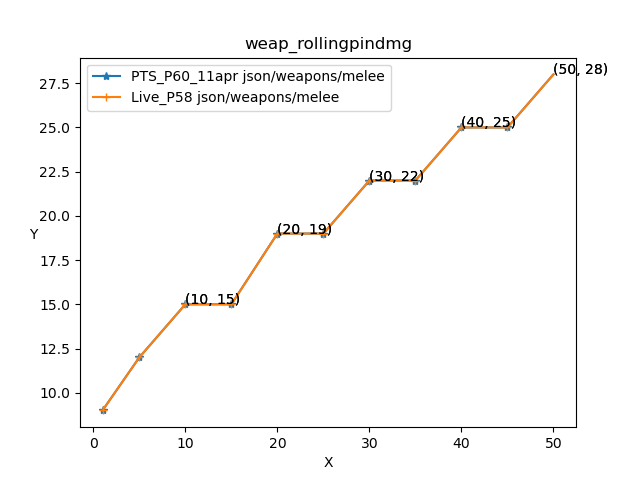 weap_rollingpindmg
PTS_P60_11apr json/weapons/melee
Live_P58 json/weapons/melee
(50, 28)
(40, 25)
(30, 22)
(20, 19)
(10, 15)
27.5
25.0
22.5
20.0
17.5
15.0
12.5
10.0
Y
0 10 20 30 40 50
X